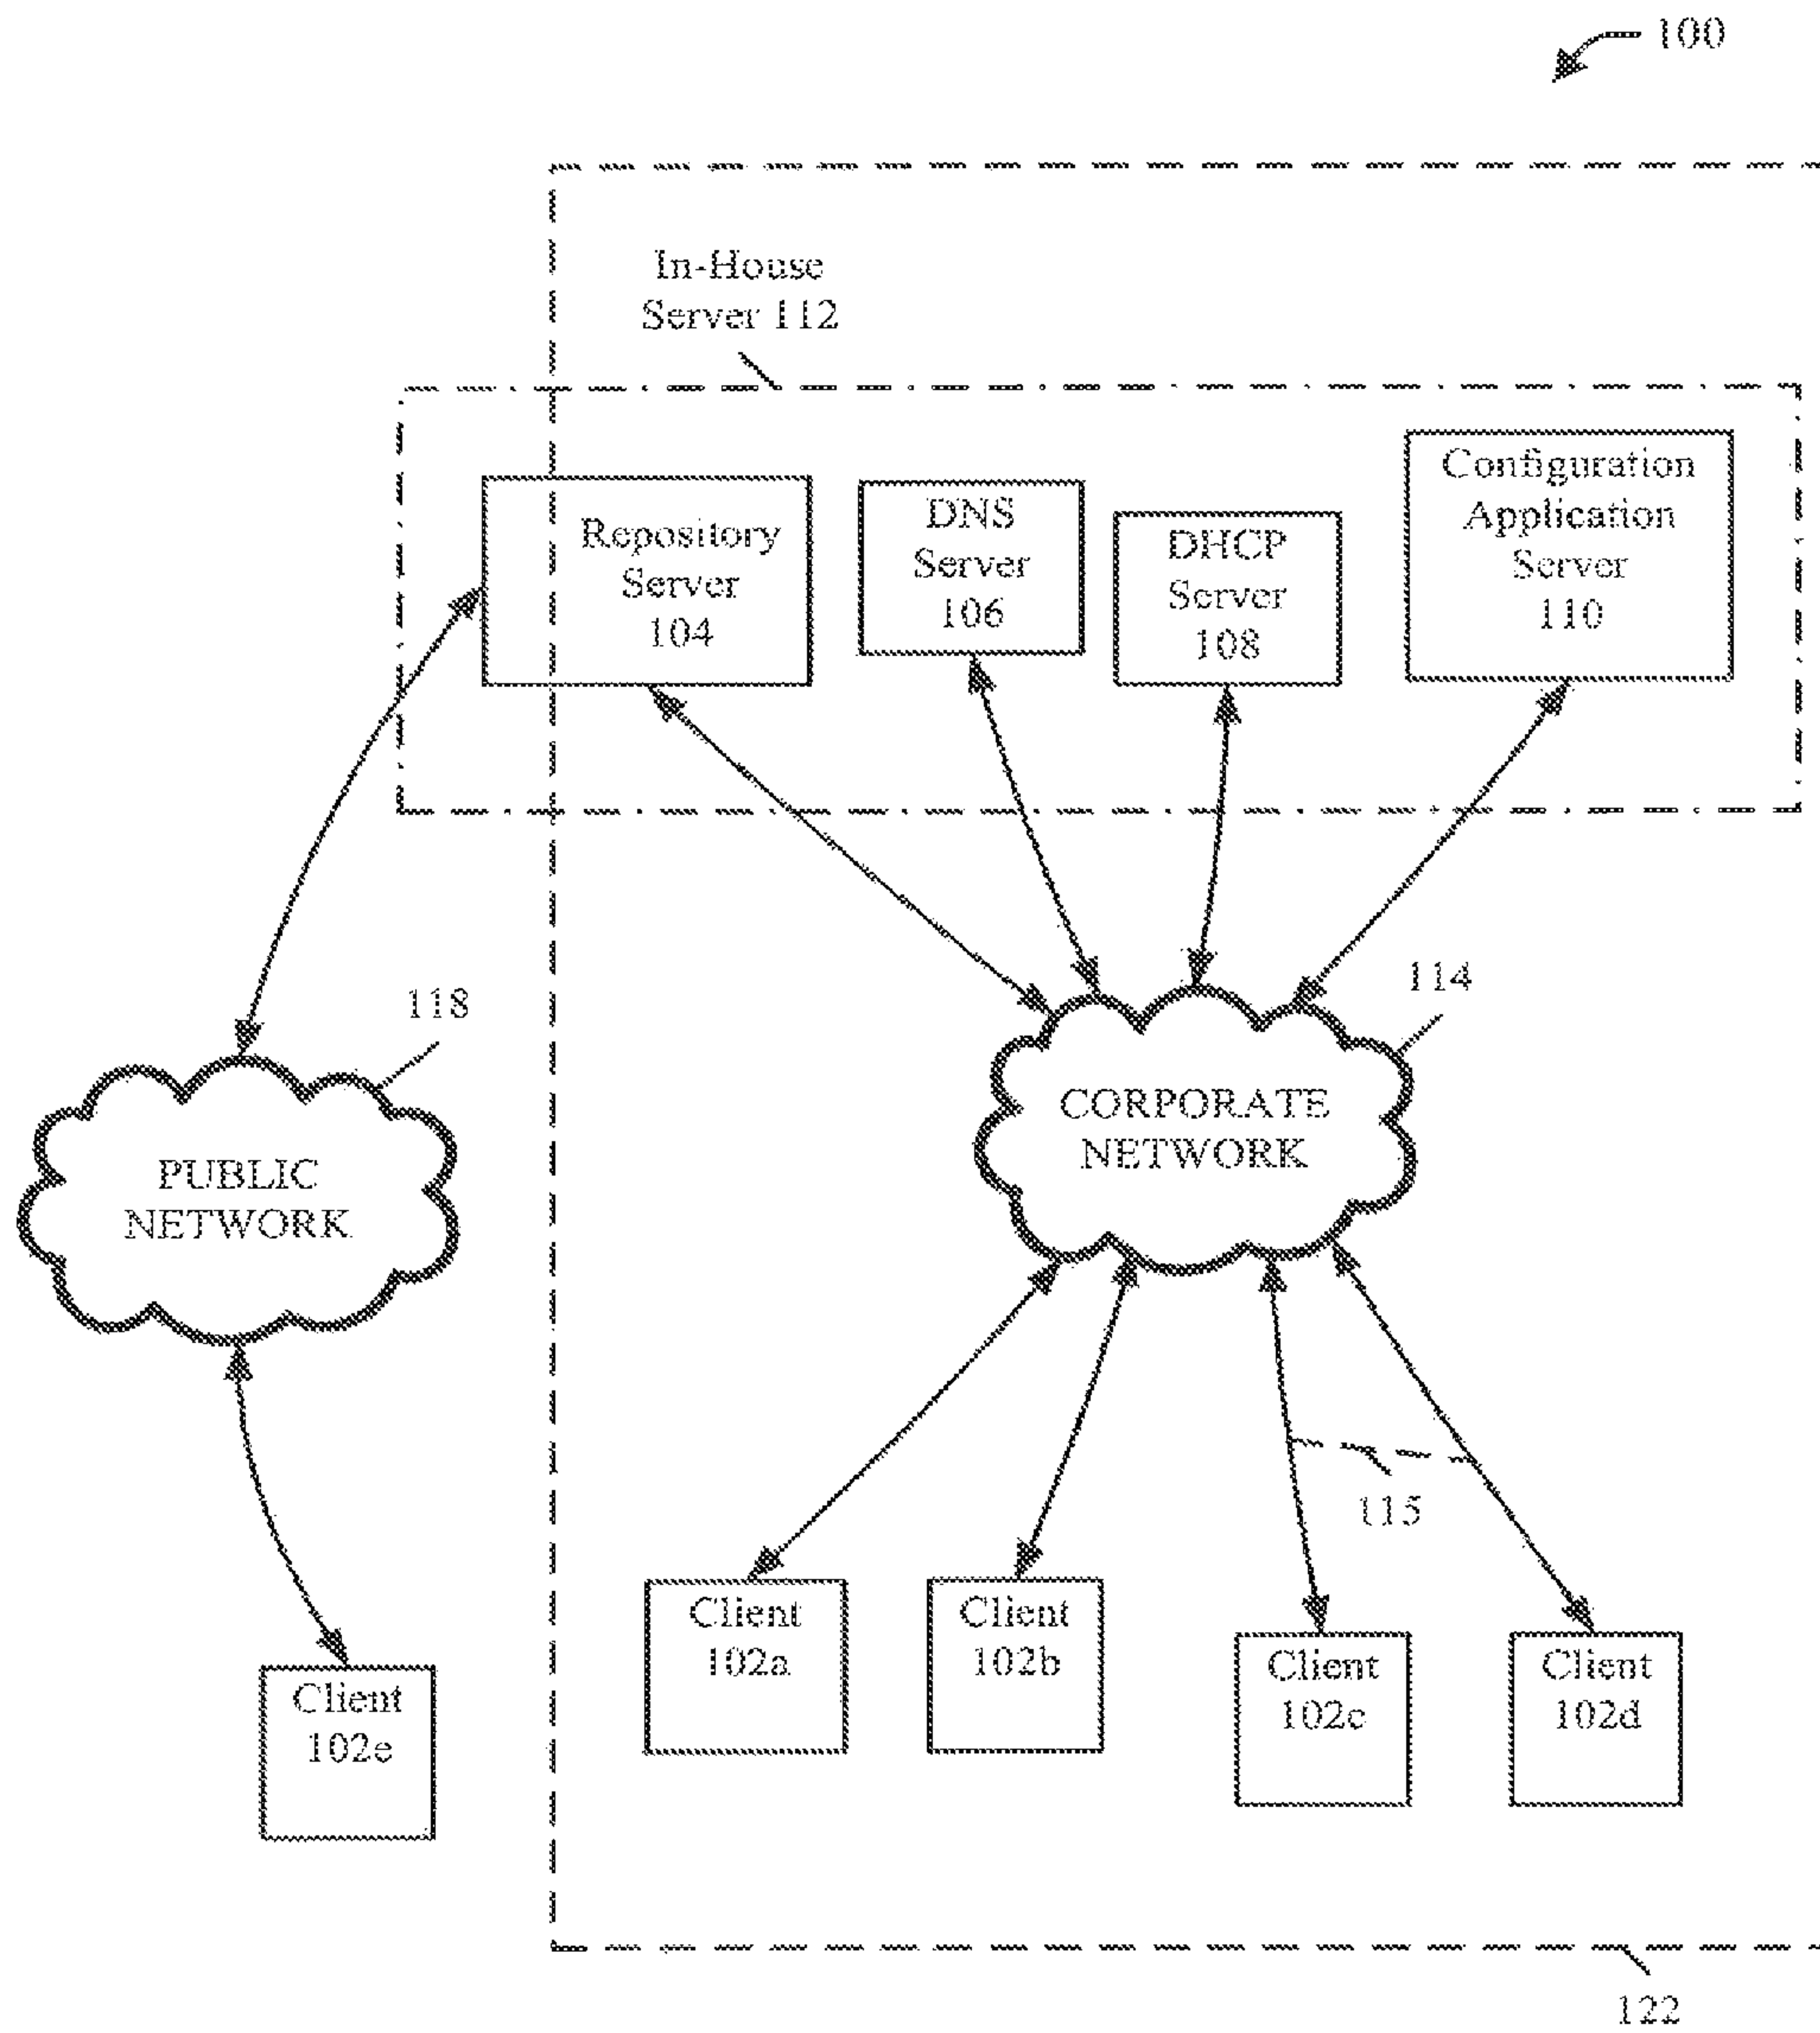 100
In-House
Server 112
Repository
Server
104
DNS
Server
106
DHCP
Server
108
Configuration
Application
Server
110
118
114
PUBLIC
NETWORK
CORPORATE
NETWORK
115
Client
102a
Client
102b
Client
102c
Client
102d
Client
102e
122